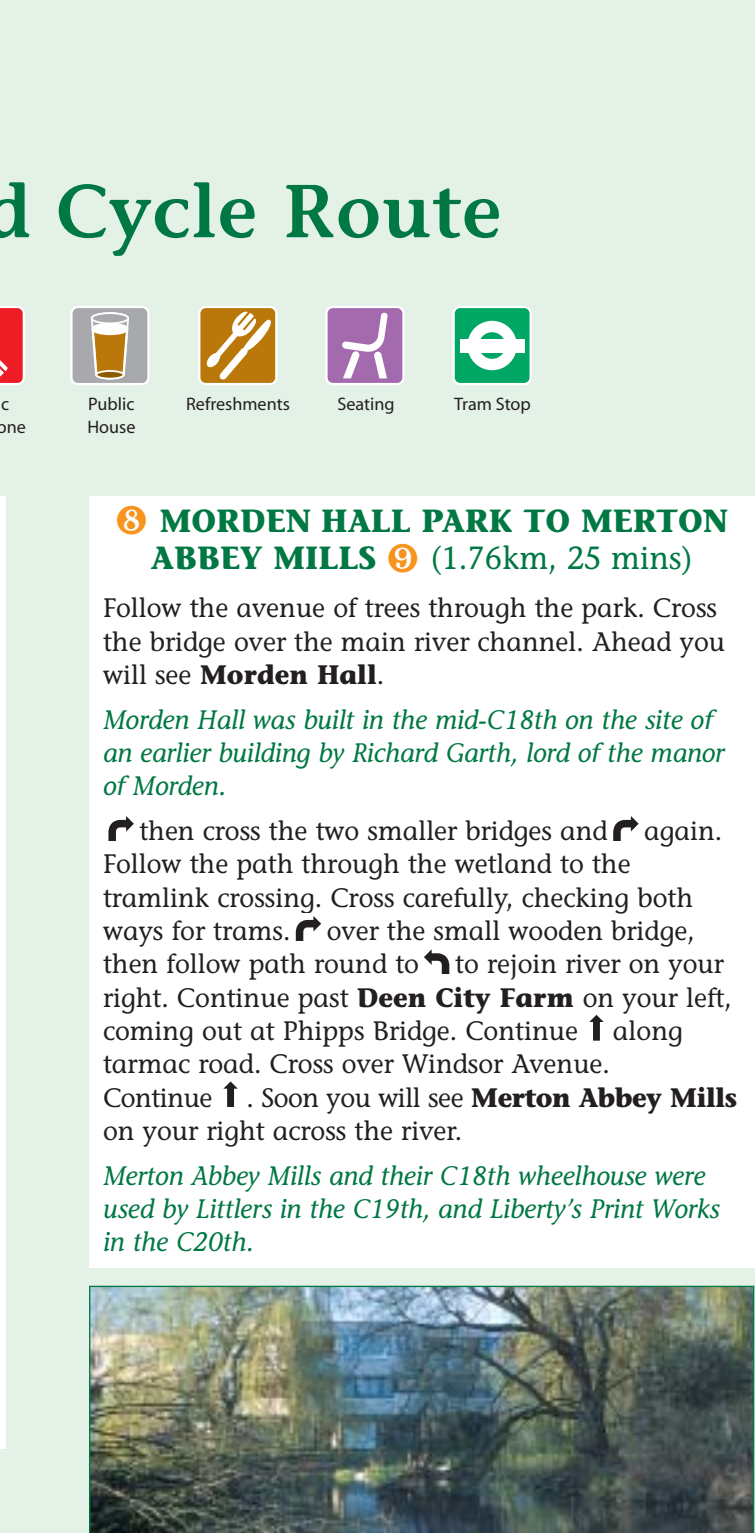 d Cycle Route
c
one
Public
House
Refreshments
Seating
Tram Stop
8 MORDEN HALL PARK TO MERTON
ABBEY MILLS 9 (1.76km, 25 mins)
Follow the avenue of trees through the park. Cross
the bridge over the main river channel. Ahead you
will see Morden Hall.
Morden Hall was built in the mid-C18th on the site of
an earlier building by Richard Garth, lord of the manor
of Morden.
↱ then cross the two smaller bridges and ↱ again.
Follow the path through the wetland to the
tramlink crossing. Cross carefully, checking both
ways for trams. ↱ over the small wooden bridge,
then follow path round to ↰ to rejoin river on your
right. Continue past Deen City Farm on your left,
coming out at Phipps Bridge. Continue ↑ along
tarmac road. Cross over Windsor Avenue.
Continue ↑ . Soon you will see Merton Abbey Mills
on your right across the river.
Merton Abbey Mills and their C18th wheelhouse were
used by Littlers in the C19th, and Liberty's Print Works
in the C20th.